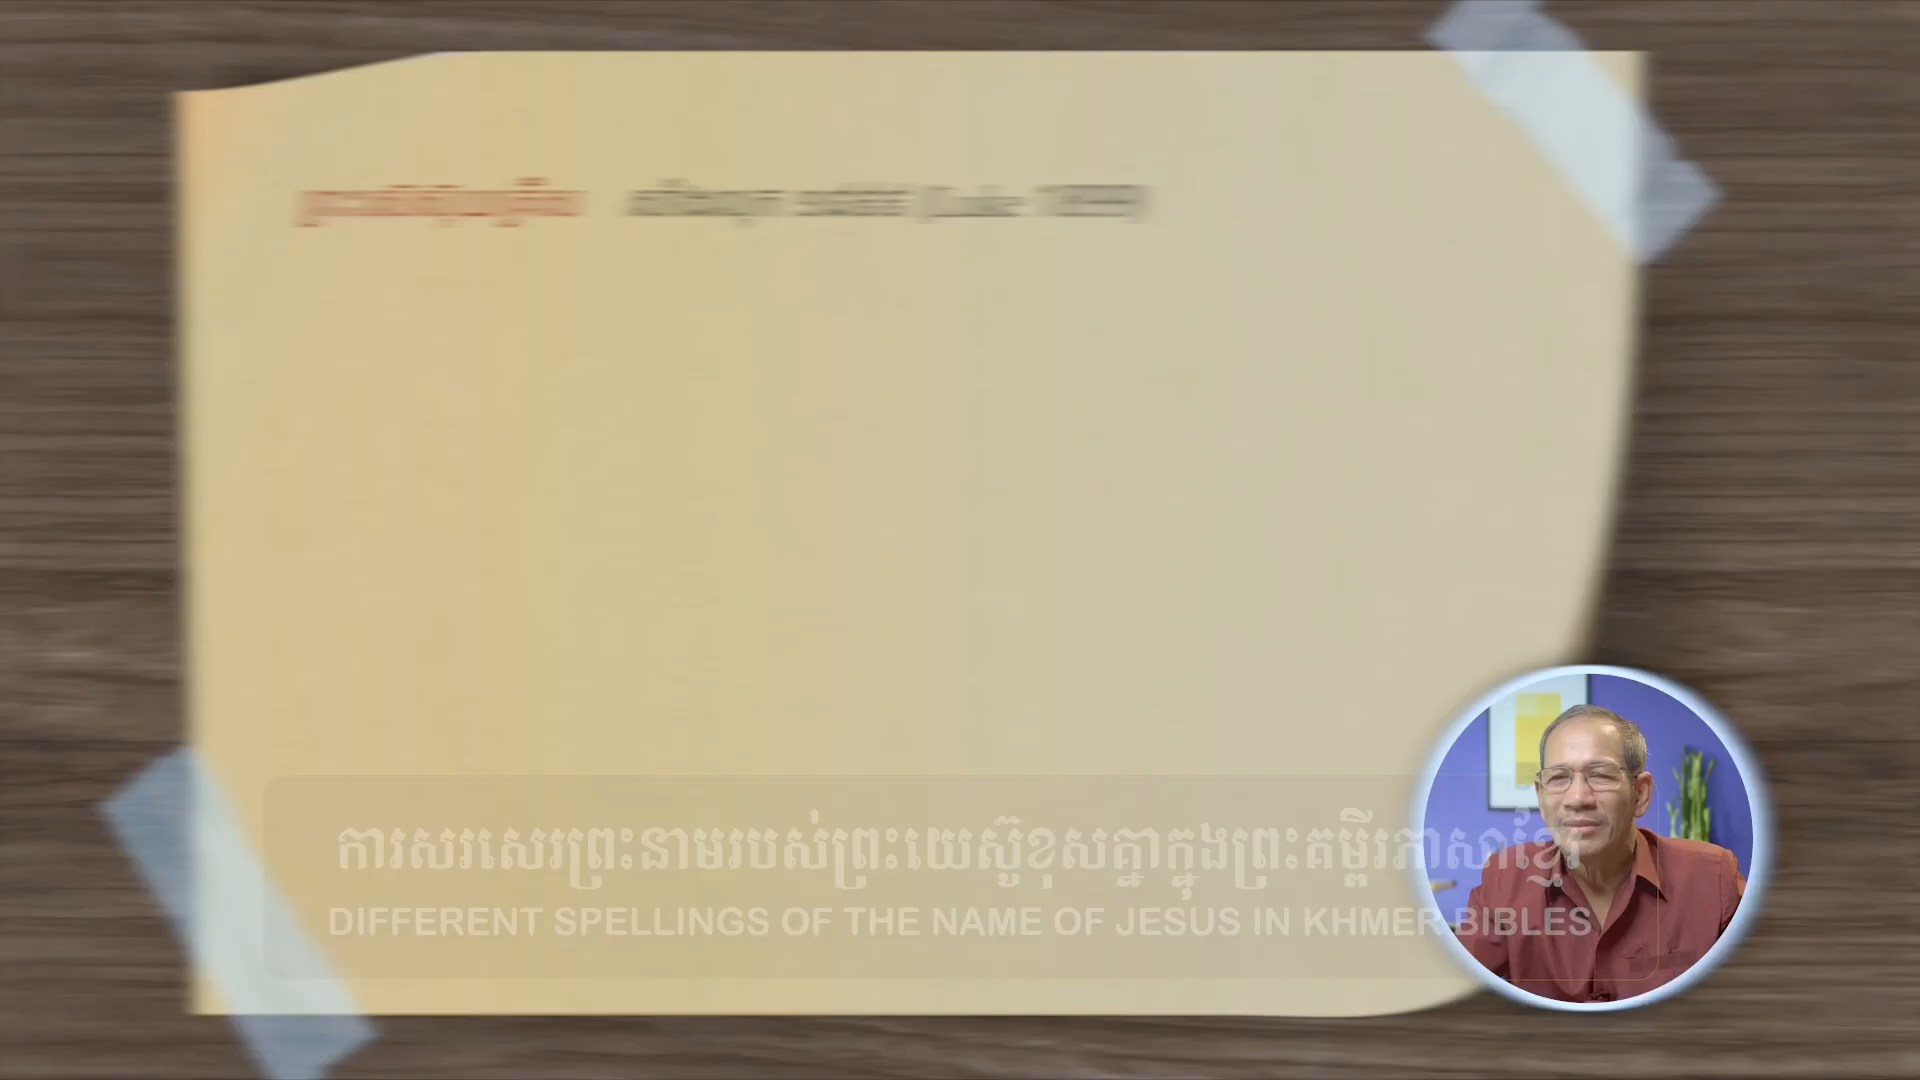 (Luke 1899)
ការសរសេរព្រះនាមរបស់ព្រះយេស៊ូខុសគ្នាក្នុងព្រះគម្ពីរភាសាខ្មែរ
DIFFERENT SPELLINGS OF THE NAME OF JESUS IN KHMER BIBLES